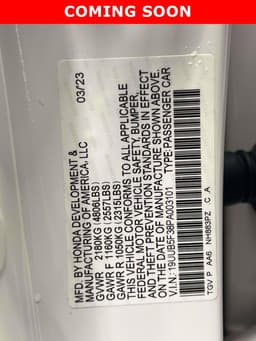 COMING SOON
03/23
MFD. BY HONDA DEVELOPMENT &
MANUFACTURING OF AMERICA, LLC
GVWR 2180KG (4806LBS)
GAWR F 1160KG (2557LBS)
GAWR R 1050KG (2315LBS)
THIS VEHICLE CONFORMS TO ALL APPLICABLE
FEDERAL MOTOR VEHICLE SAFETY, BUMPER,
AND THEFT PREVENTION STANDARDS IN EFFECT
ON THE DATE OF MANUFACTURE SHOWN ABOVE.
V.I.N.: 19UUB5F38PA003101 TYPE:PASSENGER CAR
TGV P AA6 NH883PZ C A